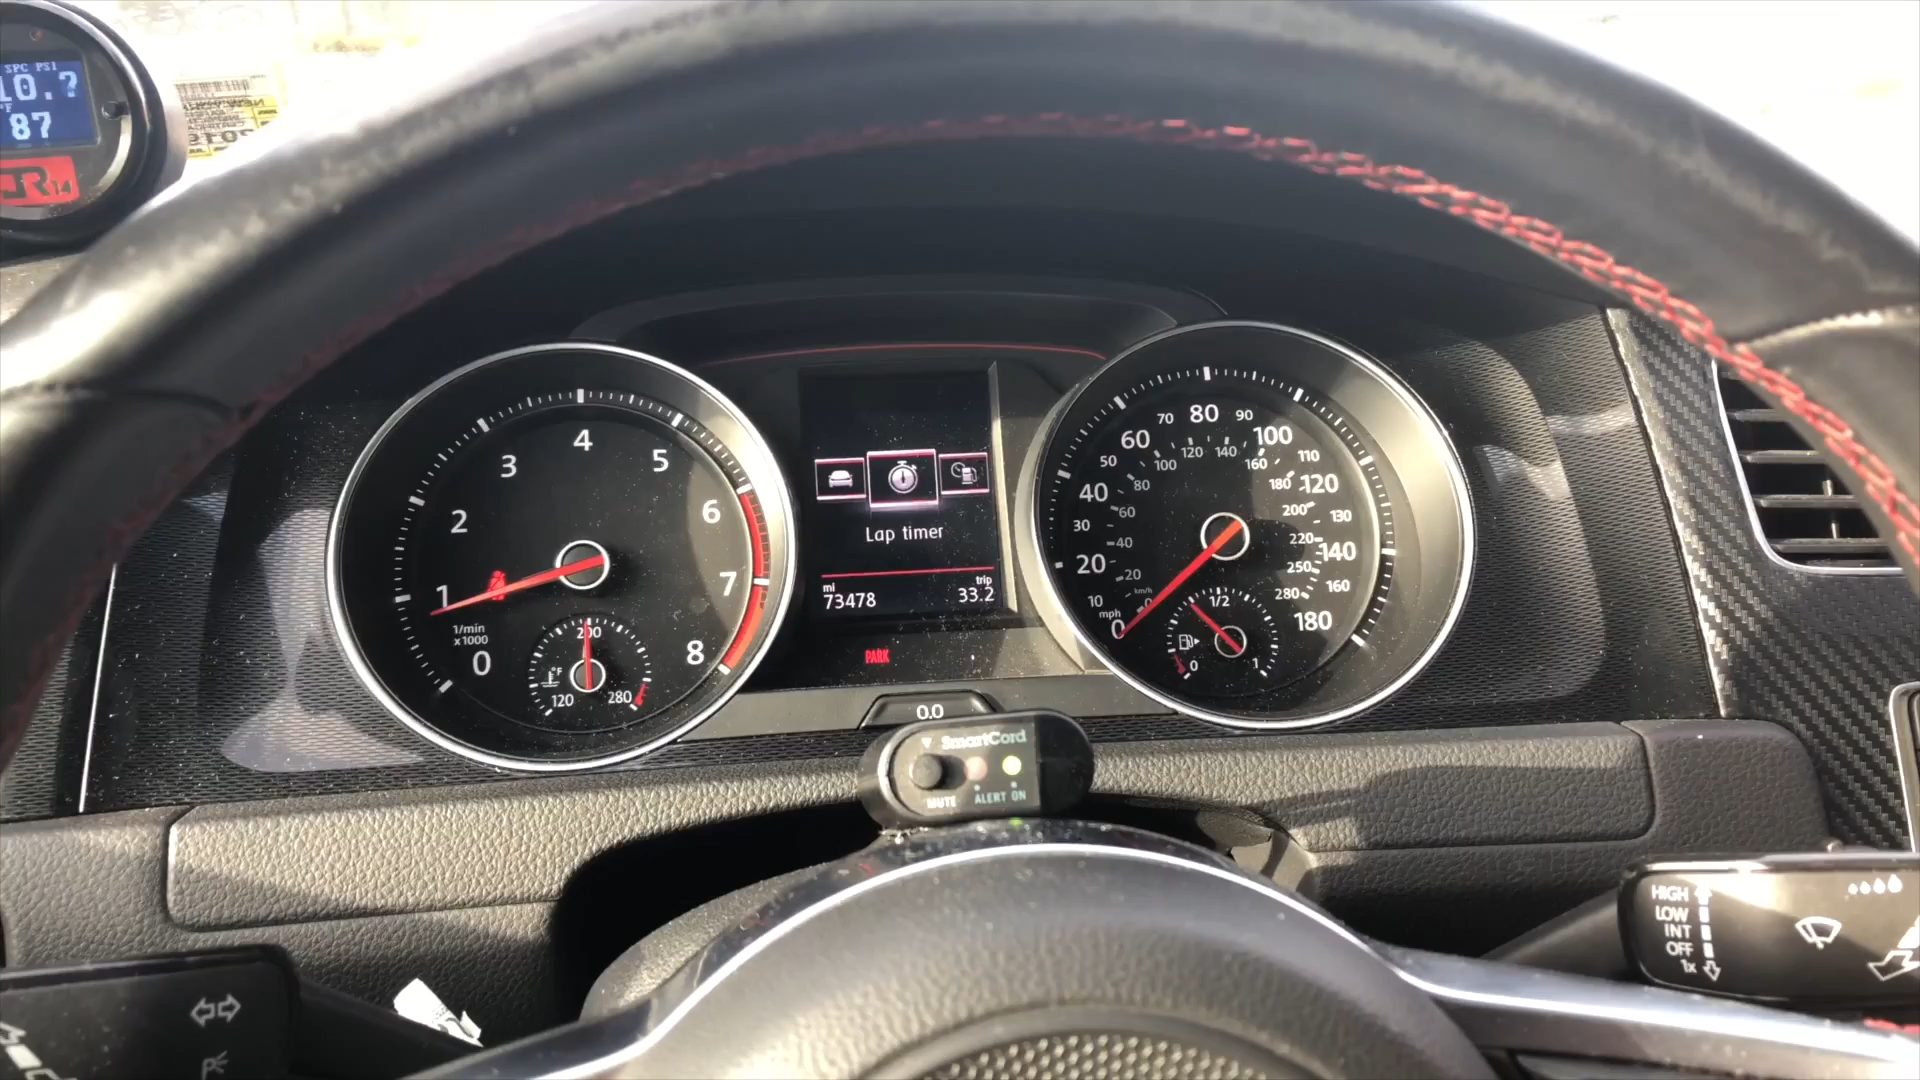 SPC PSI
10.?
°F
87
JR14
1
2
3
4
5
6
7
8
0
1/min
x1000
200
°F
120
280
Lap timer
mi
trip
73478
33.2
PARK
0.0
0
10
20
30
40
50
60
70
80
90
100
110
120
130
140
160
180
mph
km/h
20
40
60
80
100
120
140
160
180
200
220
250
280
1/2
0
1
SmartCord
MUTE
ALERT ON
HIGH
LOW
INT
OFF
1x